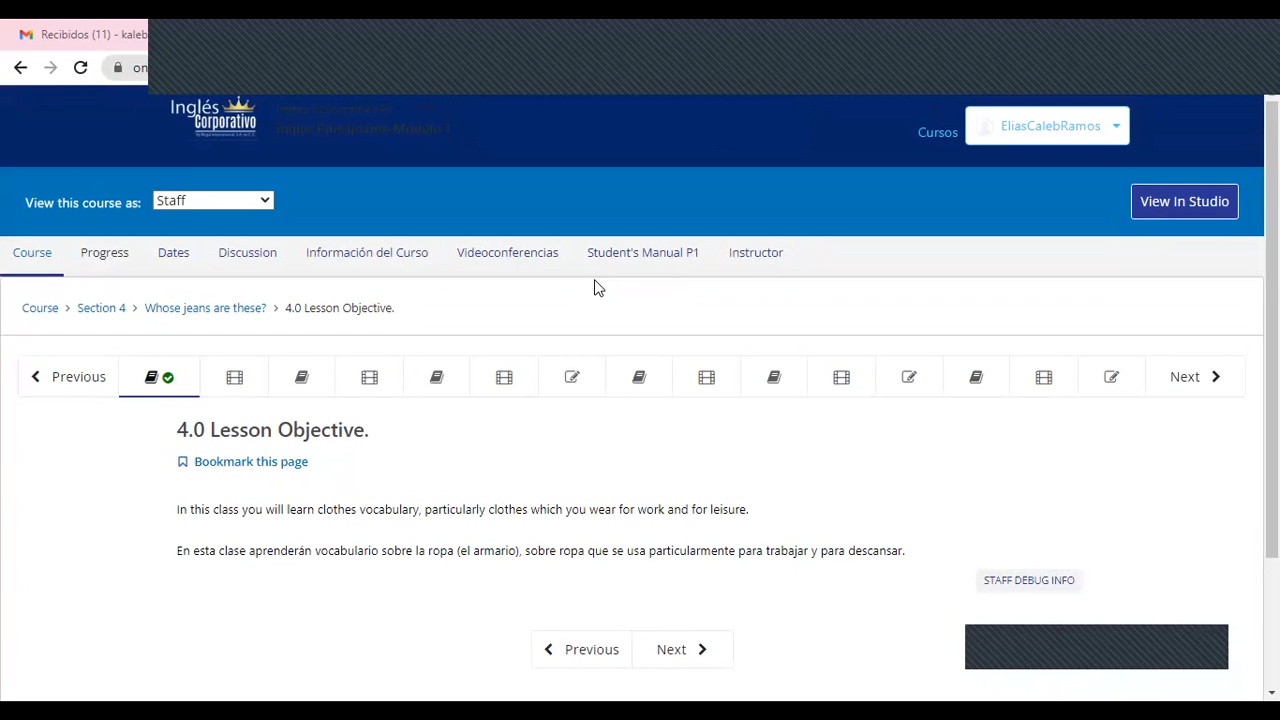 Recibidos (11) - kaleb
on
Inglés
Corporativo
Cursos
EliasCalebRamos
View this course as:
Staff
View In Studio
Course
Progress
Dates
Discussion
Información del Curso
Videoconferencias
Student's Manual P1
Instructor
Course > Section 4 > Whose jeans are these? > 4.0 Lesson Objective.
Previous
Next
4.0 Lesson Objective.
Bookmark this page
In this class you will learn clothes vocabulary, particularly clothes which you wear for work and for leisure.
En esta clase aprenderán vocabulario sobre la ropa (el armario), sobre ropa que se usa particularmente para trabajar y para descansar.
STAFF DEBUG INFO
Previous
Next